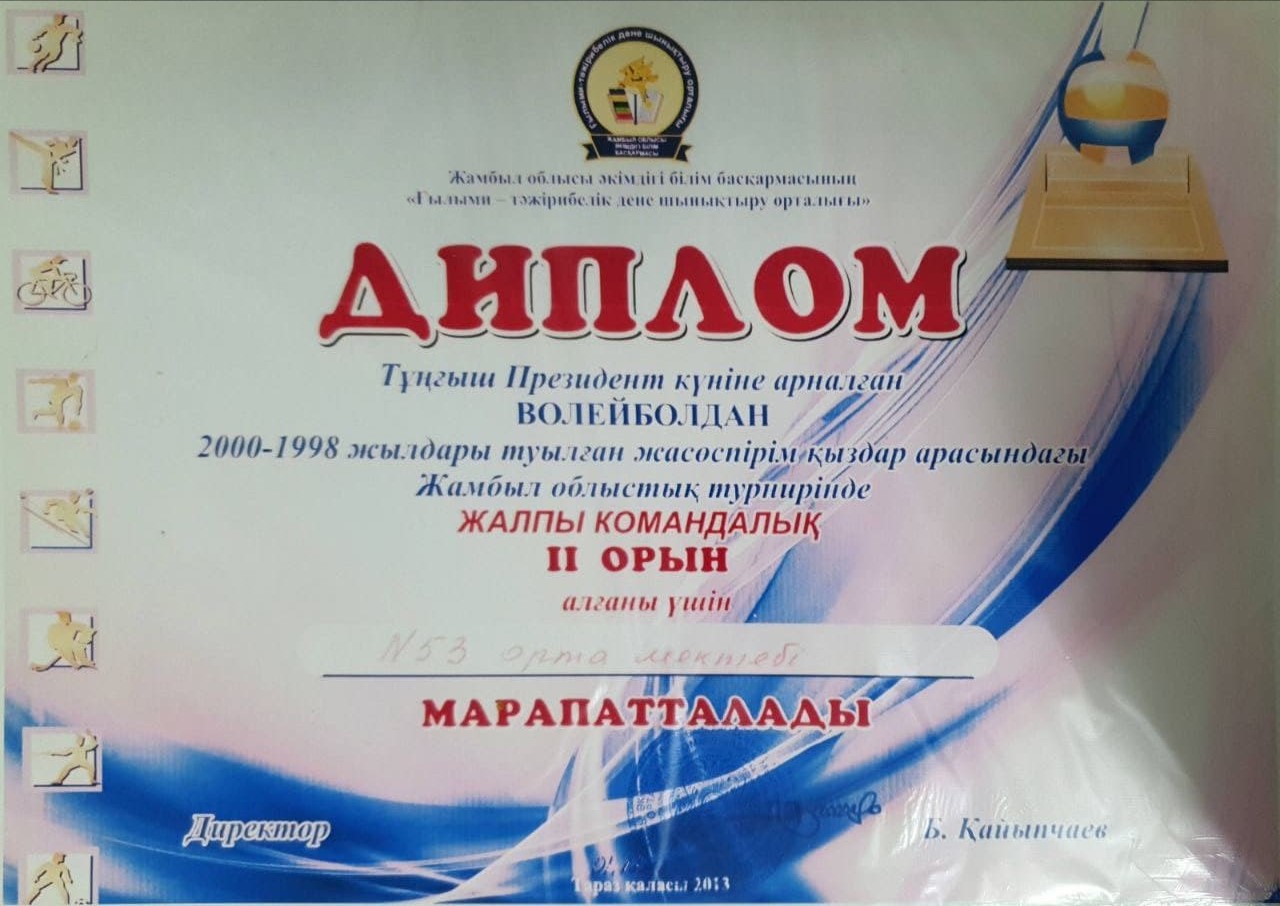 Ғылыми-тәжірибелік дене шынықтыру орталығы
ЖАМБЫЛ ОБЛЫСЫ
ӘКІМДІГІ БІЛІМ
БАСҚАРМАСЫ
Жамбыл облысы әкімдігі білім басқармасының
«Ғылыми – тәжірибелік дене шынықтыру орталығы»
ДИПЛОМ
Тұңғыш Президент күніне арналған
ВОЛЕЙБОЛДАН
2000-1998 жылдары туылған жасөспірім қыздар арасындағы
Жамбыл облыстық турнирінде
ЖАЛПЫ КОМАНДАЛЫҚ
II ОРЫН
алғаны үшін
N53 орта мектебі
МАРАПАТТАЛАДЫ
Директор
Б. Қайыпчаев
Тараз қаласы 2013